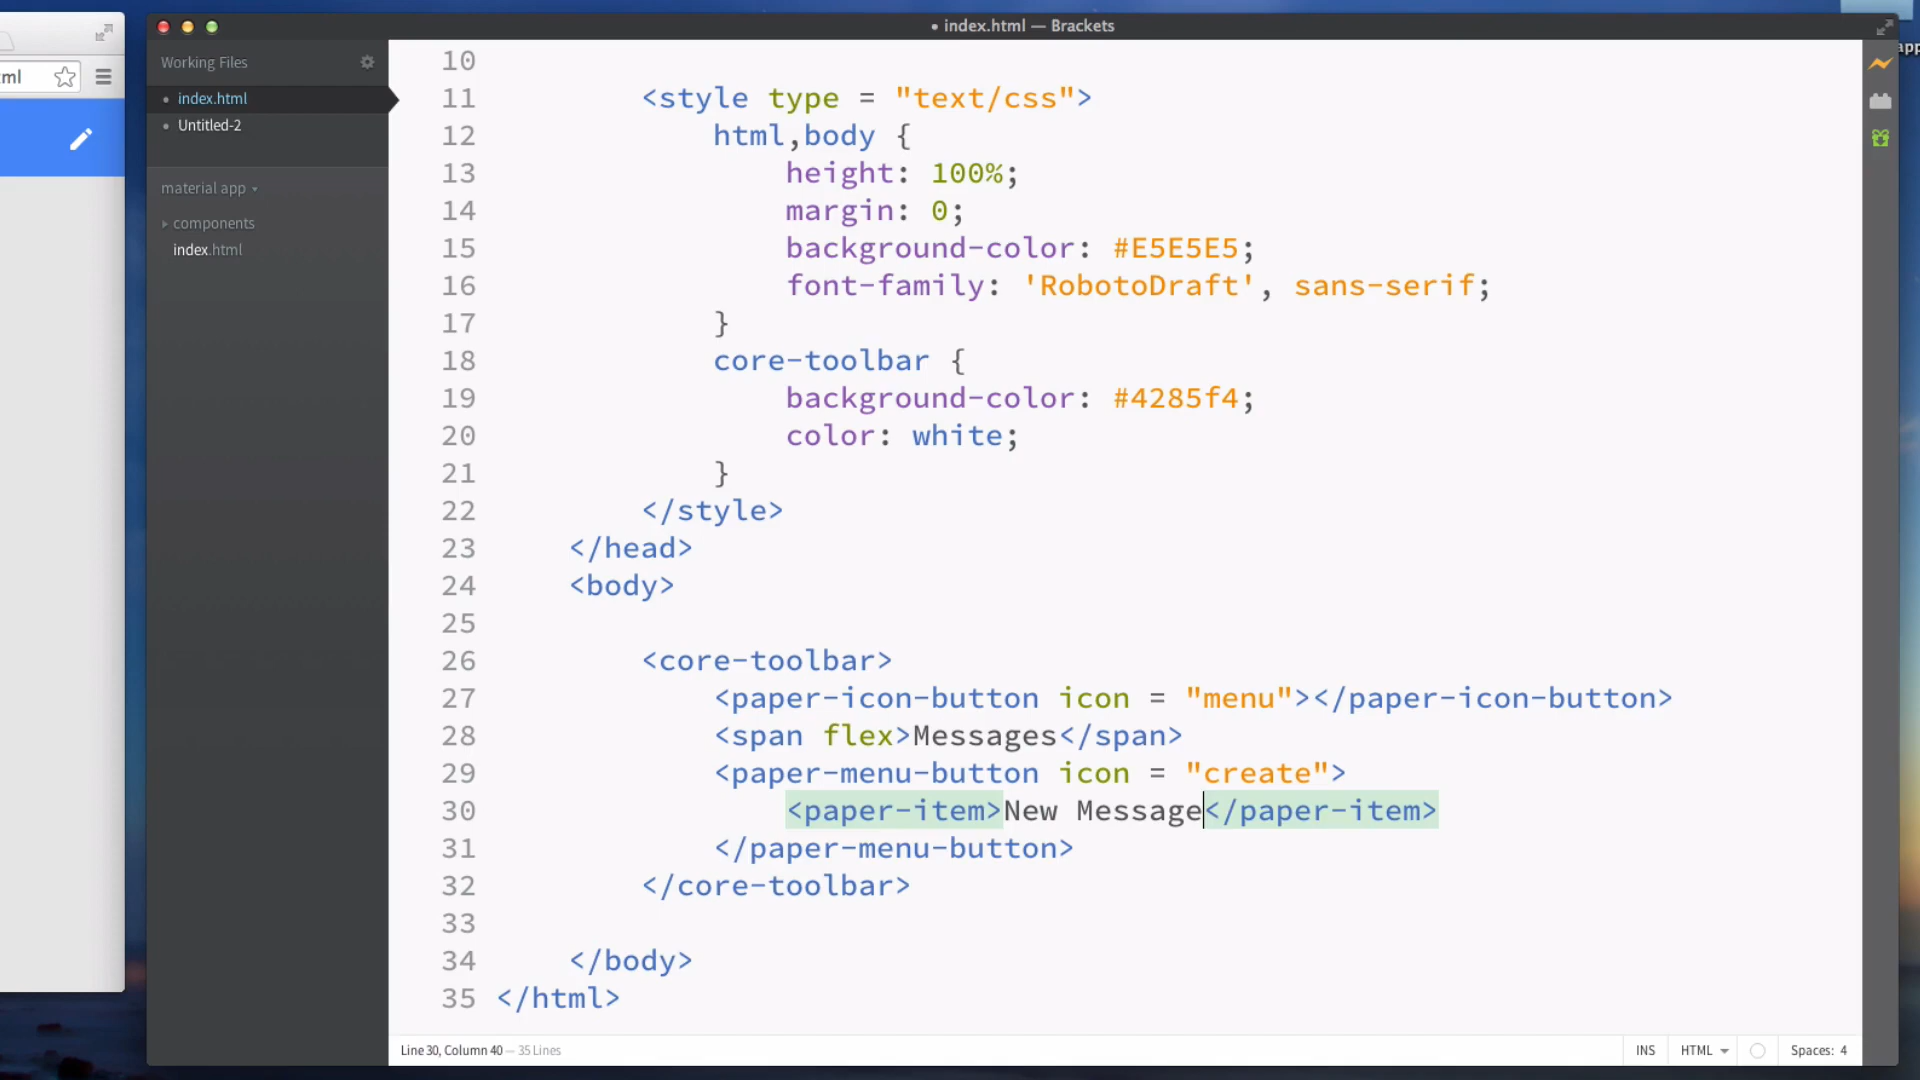 index.html — Brackets
ml
app
Working Files
index.html
Untitled-2
material app
components
index.html
10
11 <style type = "text/css">
12 html,body {
13 height: 100%;
14 margin: 0;
15 background-color: #E5E5E5;
16 font-family: 'RobotoDraft', sans-serif;
17 }
18 core-toolbar {
19 background-color: #4285f4;
20 color: white;
21 }
22 </style>
23 </head>
24 <body>
25
26 <core-toolbar>
27 <paper-icon-button icon = "menu"></paper-icon-button>
28 <span flex>Messages</span>
29 <paper-menu-button icon = "create">
30 <paper-item>New Message</paper-item>
31 </paper-menu-button>
32 </core-toolbar>
33
34 </body>
35 </html>
Line 30, Column 40 — 35 Lines
INS HTML Spaces: 4